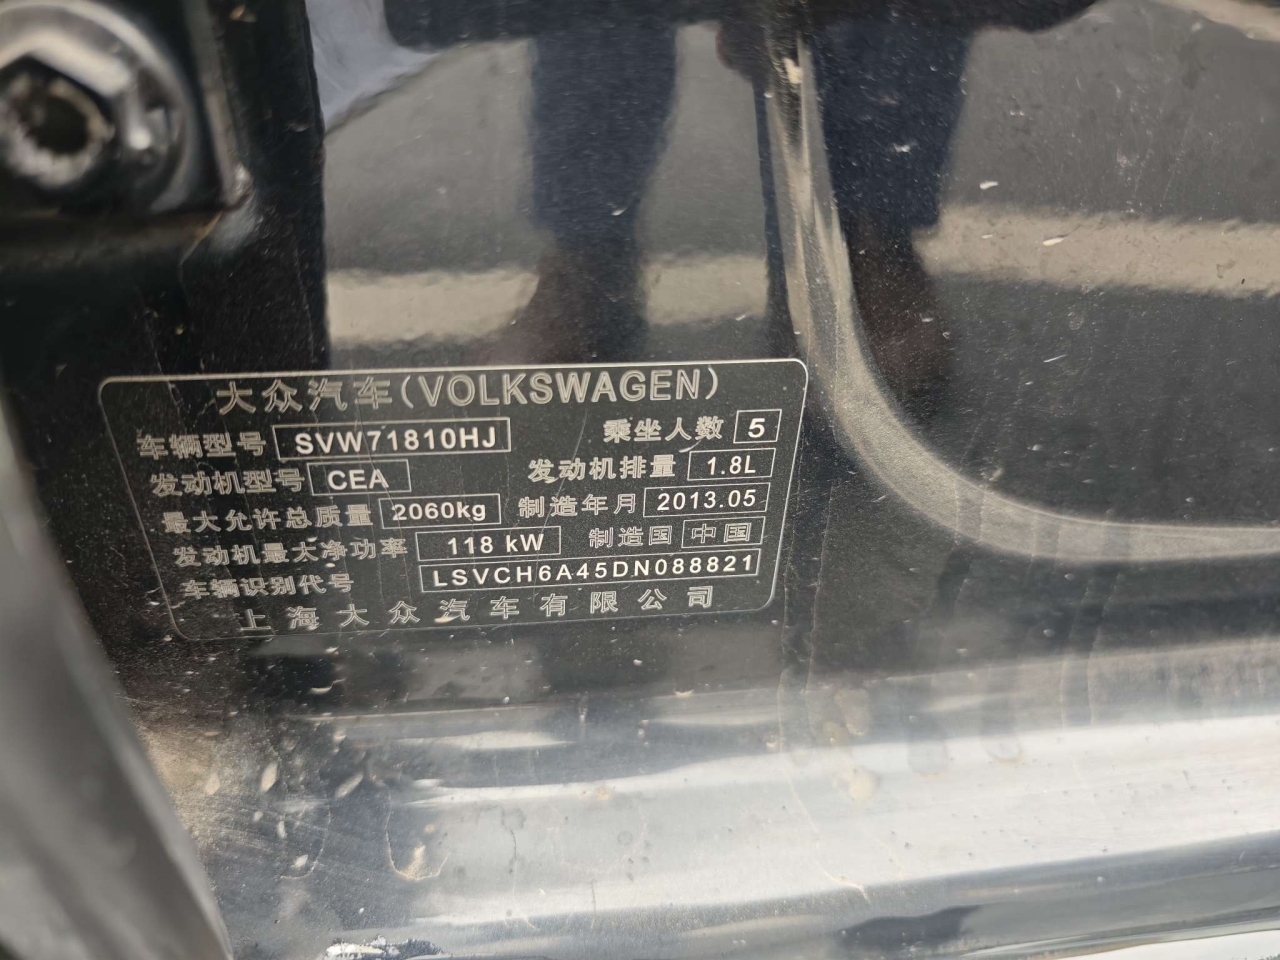 大众汽车(VOLKSWAGEN)
车辆型号 SVW71810HJ 乘坐人数 5
发动机型号 CEA 发动机排量 1.8L
最大允许总质量 2060kg 制造年月 2013.05
发动机最大净功率 118 kW 制造国 中国
车辆识别代号 LSVCH6A45DN088821
上海大众汽车有限公司